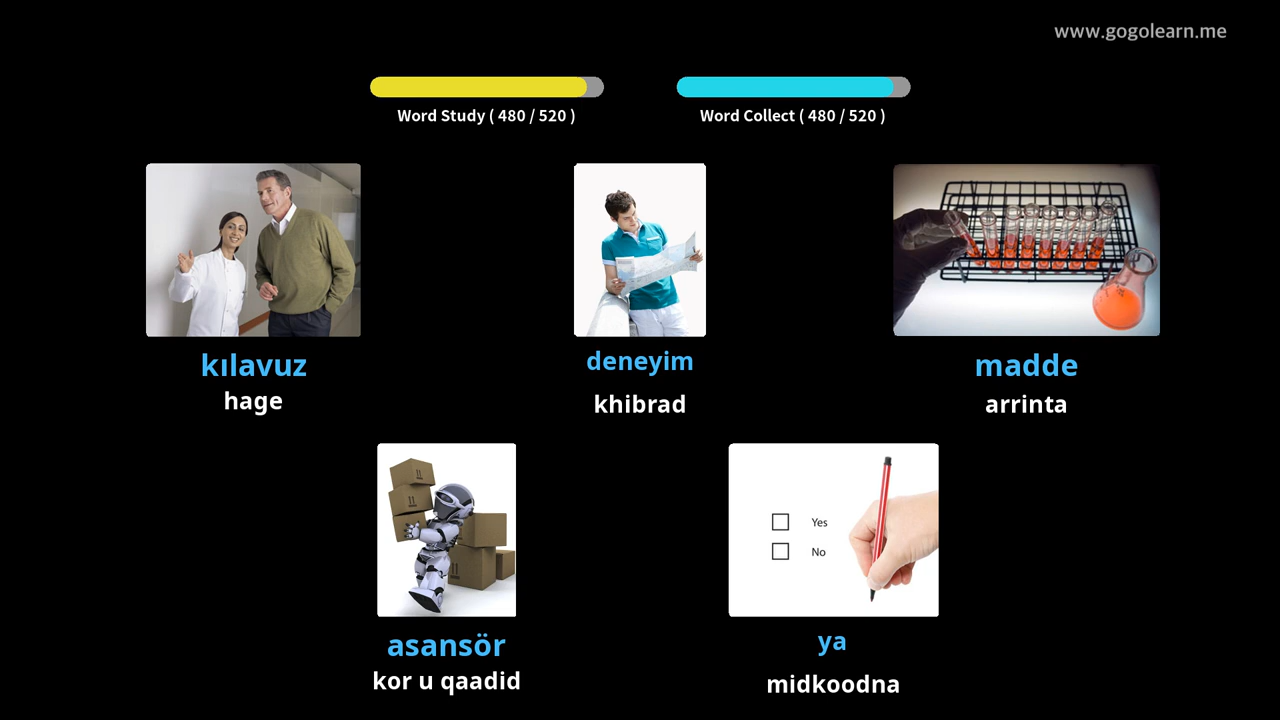 www.gogolearn.me
Word Study ( 480 / 520 )
Word Collect ( 480 / 520 )
kılavuz
hage
deneyim
khibrad
madde
arrinta
Yes
No
asansör
kor u qaadid
ya
midkoodna